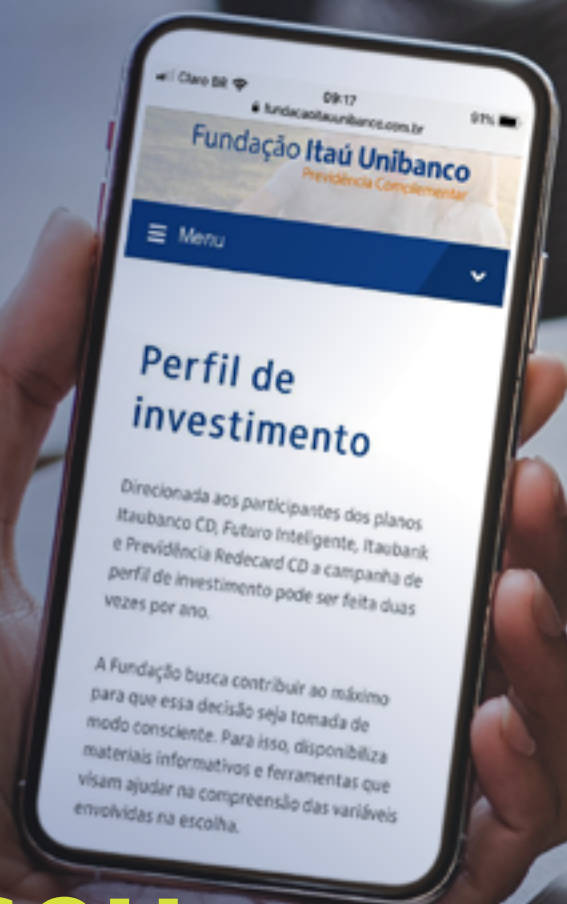 Claro BR
09:17
91%
fundacaoitauunibanco.com.br
Fundação Itaú Unibanco
Previdência Complementar
Menu
Perfil de
investimento
Direcionada aos participantes dos planos
Itaubanco CD, Futuro Inteligente, Itaubank
e Previdência Redecard CD a campanha de
perfil de investimento pode ser feita duas
vezes por ano.
A Fundação busca contribuir ao máximo
para que essa decisão seja tomada de
modo consciente. Para isso, disponibiliza
materiais informativos e ferramentas que
visam ajudar na compreensão das variáveis
envolvidas na escolha.